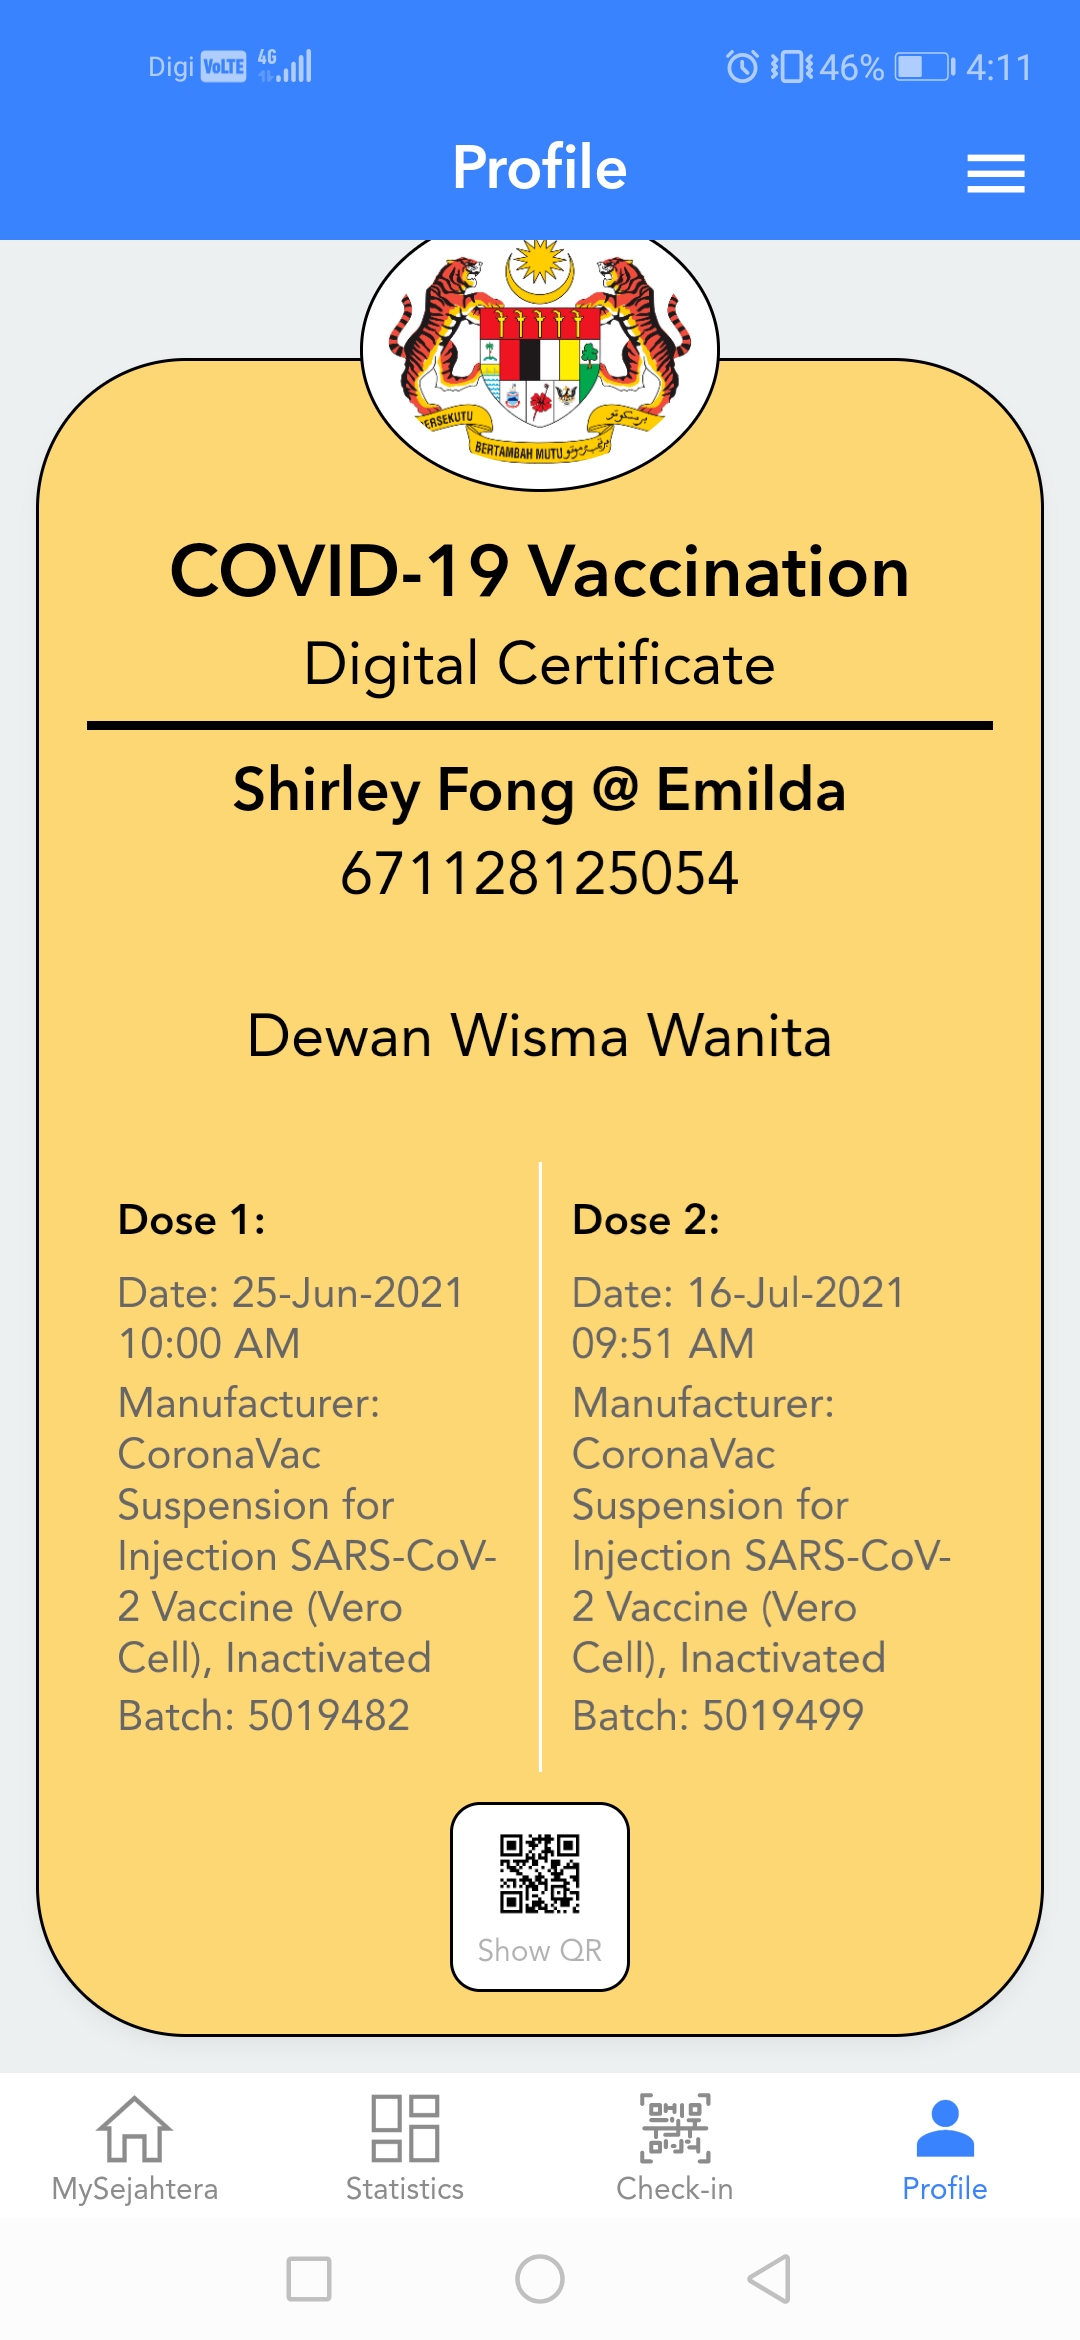 Digi VoLTE 4G 46% 4:11
Profile
ERSEKUTU
BERTAMBAH MUTU
COVID-19 Vaccination
Digital Certificate
Shirley Fong @ Emilda
671128125054
Dewan Wisma Wanita
Dose 1:
Date: 25-Jun-2021
10:00 AM
Manufacturer:
CoronaVac
Suspension for
Injection SARS-CoV-
2 Vaccine (Vero
Cell), Inactivated
Batch: 5019482
Dose 2:
Date: 16-Jul-2021
09:51 AM
Manufacturer:
CoronaVac
Suspension for
Injection SARS-CoV-
2 Vaccine (Vero
Cell), Inactivated
Batch: 5019499
Show QR
MySejahtera
Statistics
Check-in
Profile